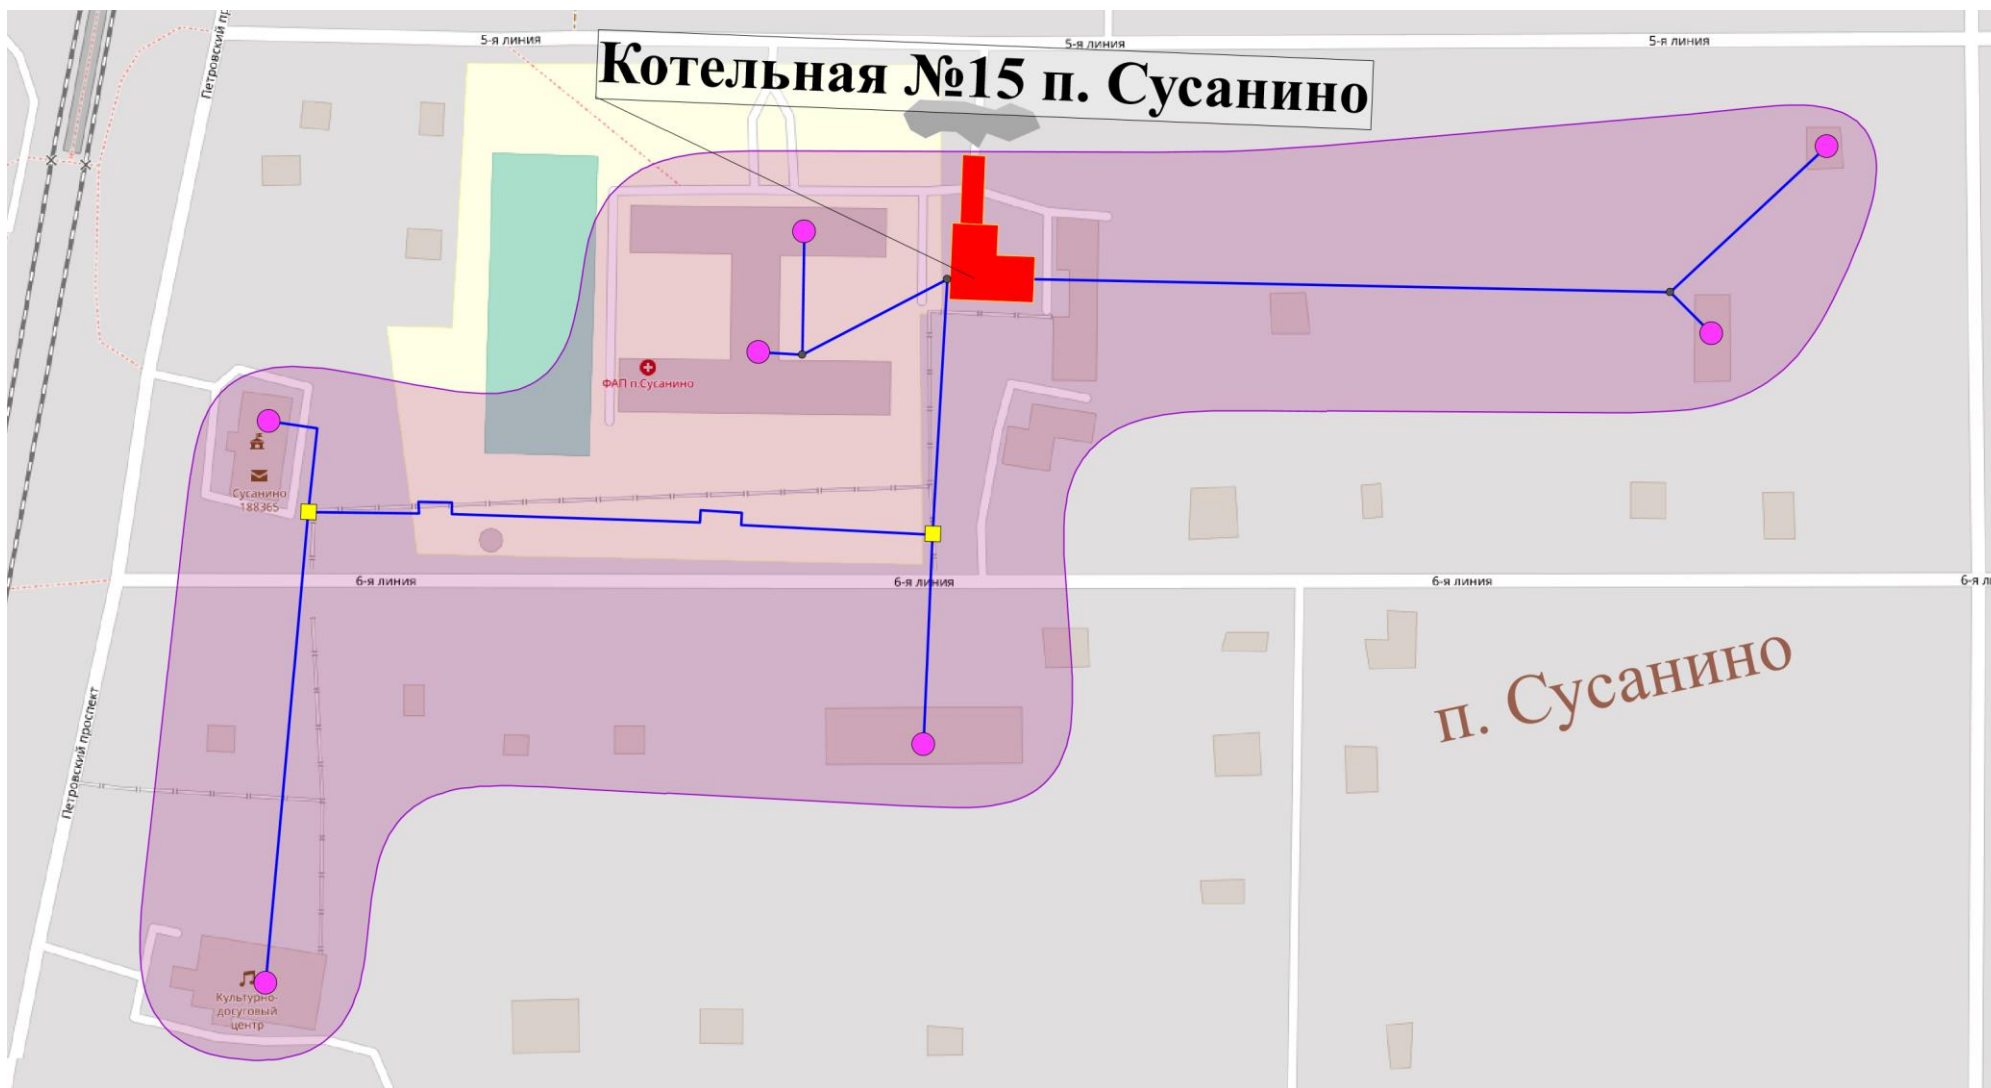 Петровский пр
5-я линия
5-я линия
5-я линия
Котельная №15 п. Сусанино
ФАП п.Сусанино
Сусанино
188365
6-я линия
6-я линия
6-я линия
6-я л
п. Сусанино
Петровский проспект
Культурно-
досуговый
центр